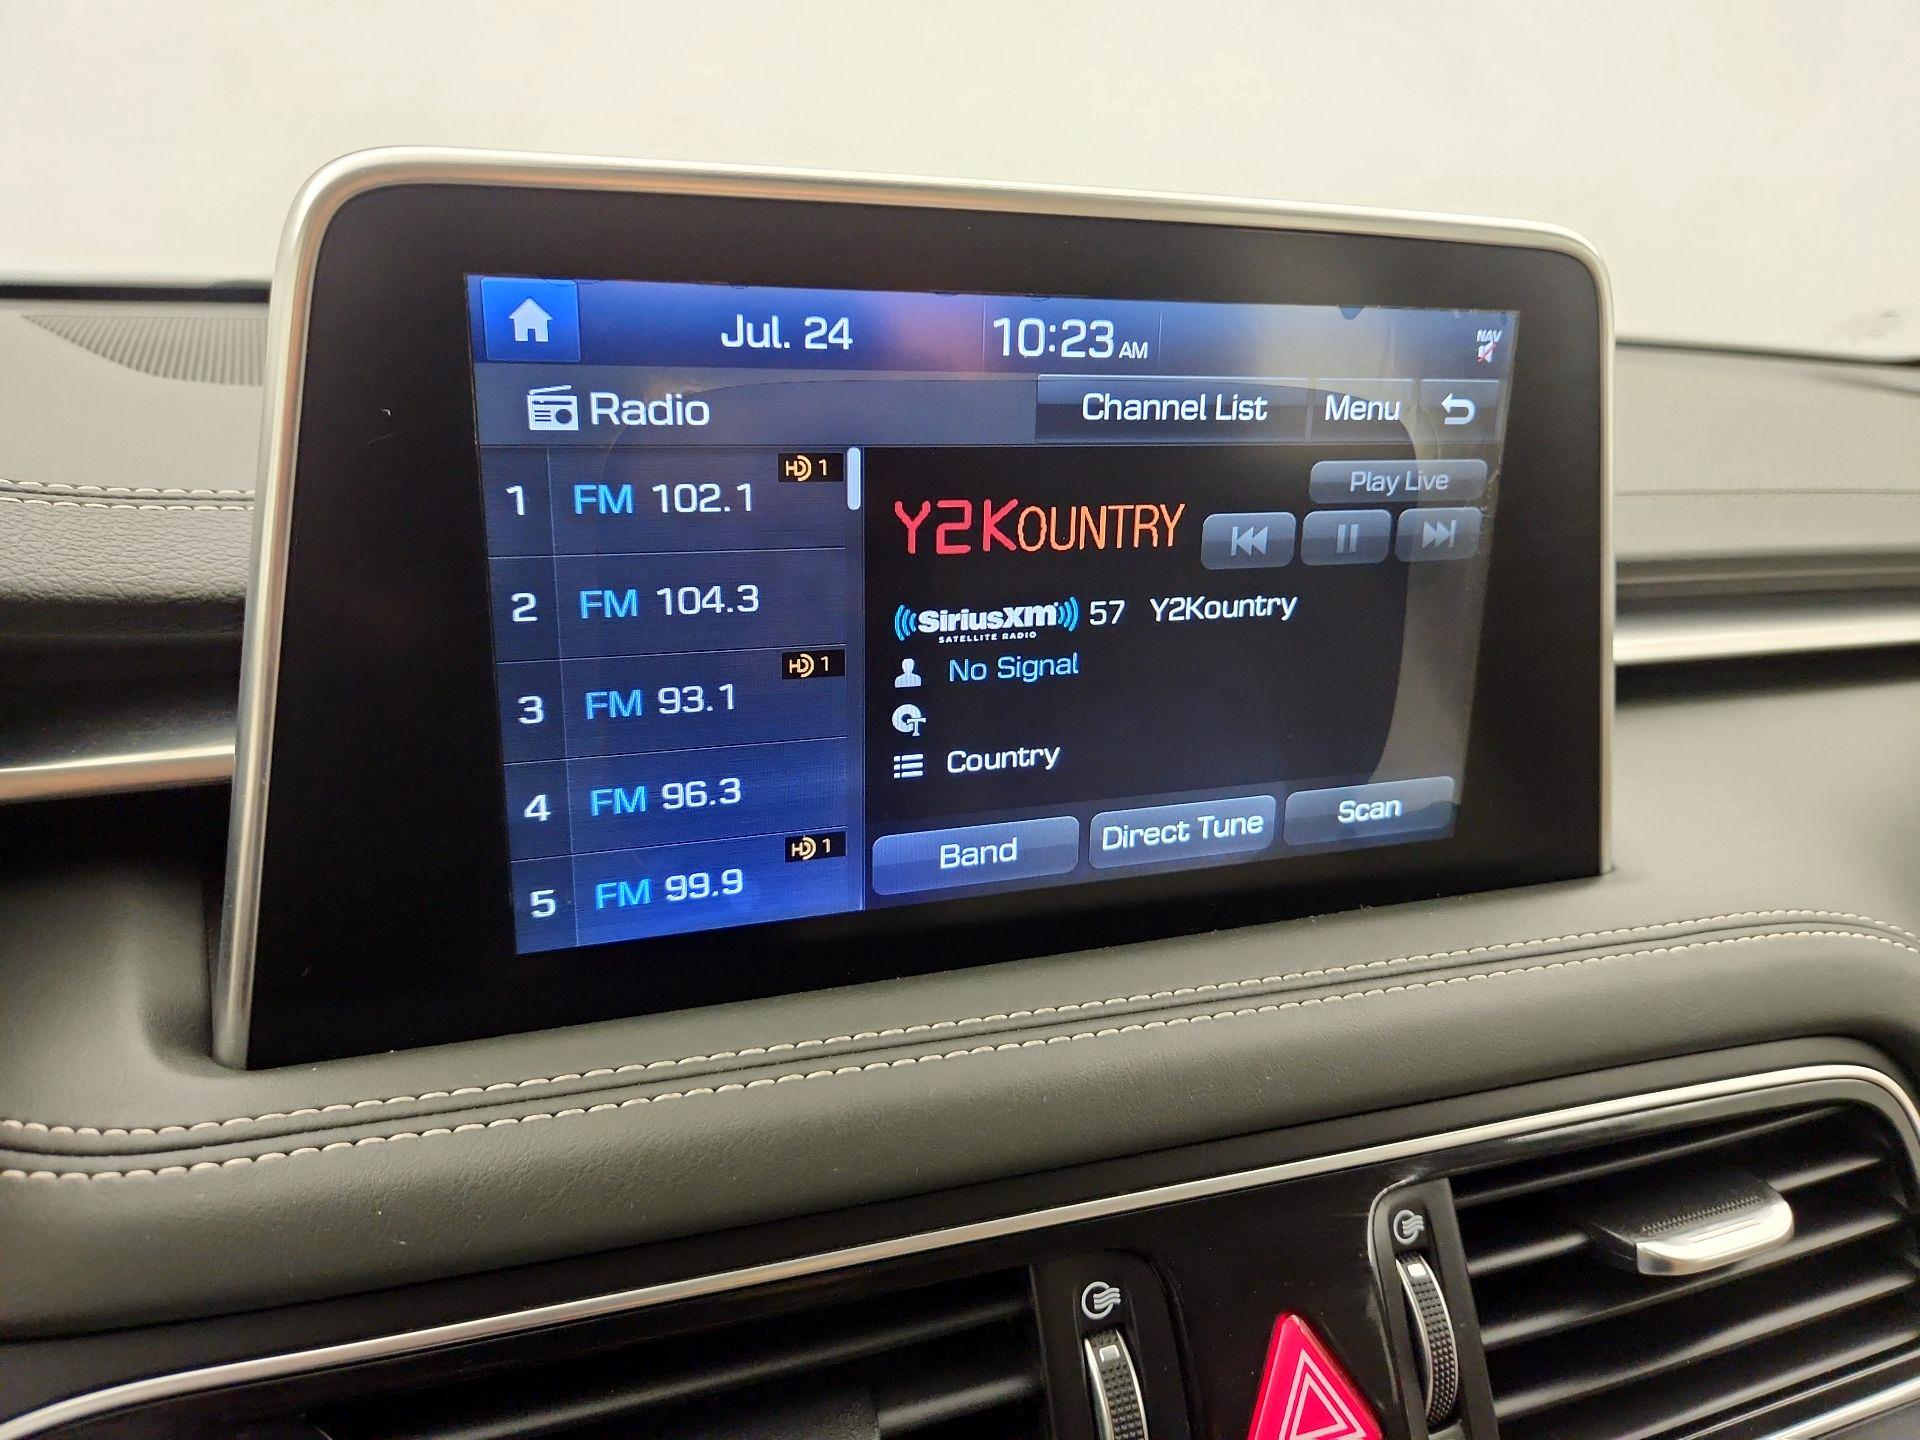 Jul. 24 10:23 AM NAV
Radio Channel List Menu
HD 1
1 FM 102.1
2 FM 104.3
HD 1
3 FM 93.1
4 FM 96.3
HD 1
5 FM 99.9
Play Live
Y2KOUNTRY
SiriusXm 57 Y2Kountry
SATELLITE RADIO
No Signal
Country
Band Direct Tune Scan